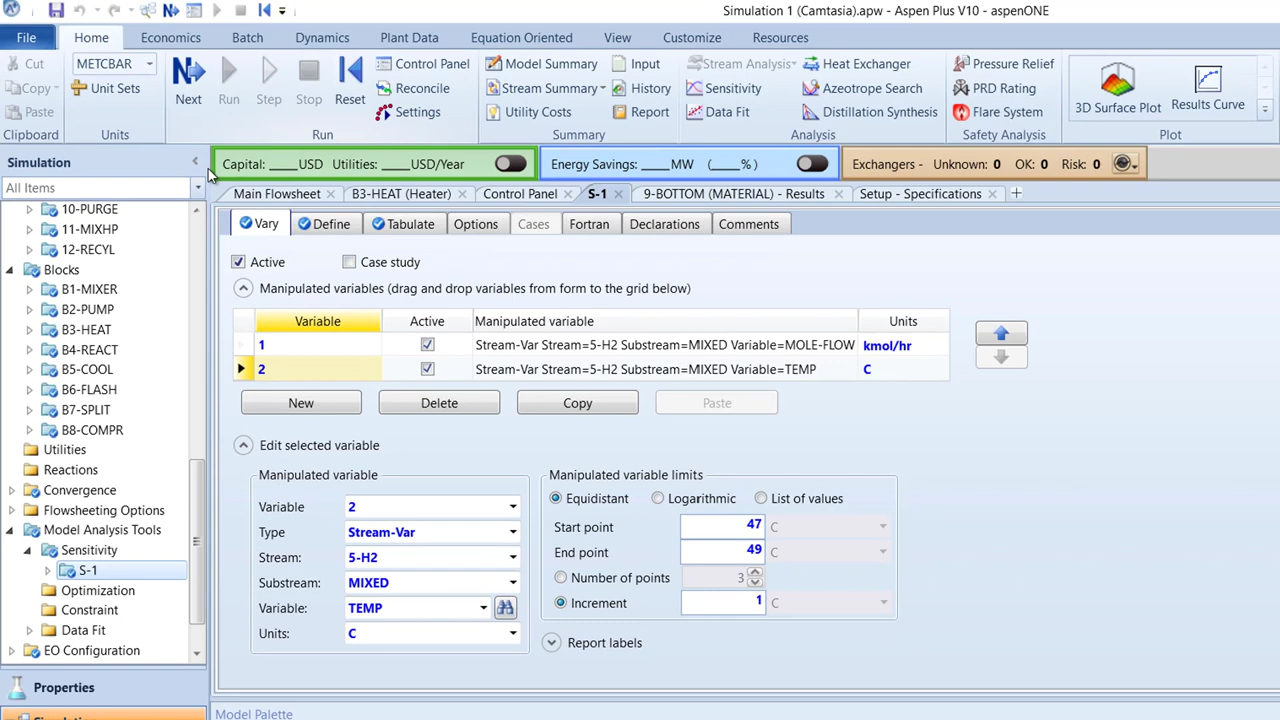 Simulation 1 (Camtasia).apw - Aspen Plus V10 - aspenONE
File Home Economics Batch Dynamics Plant Data Equation Oriented View Customize Resources
Cut METCBAR Control Panel Model Summary Input Stream Analysis Heat Exchanger Pressure Relief
Copy Unit Sets Next Run Step Stop Reset Reconcile Stream Summary History Sensitivity Azeotrope Search PRD Rating 3D Surface Plot Results Curve
Paste Settings Utility Costs Report Data Fit Distillation Synthesis Flare System
Clipboard Units Run Summary Analysis Safety Analysis Plot
Simulation Capital: ____USD Utilities: ____USD/Year Energy Savings: ____MW (____%) Exchangers - Unknown: 0 OK: 0 Risk: 0
All Items Main Flowsheet B3-HEAT (Heater) Control Panel S-1 9-BOTTOM (MATERIAL) - Results Setup - Specifications
10-PURGE
11-MIXHP
12-RECYL
Blocks
B1-MIXER
B2-PUMP
B3-HEAT
B4-REACT
B5-COOL
B6-FLASH
B7-SPLIT
B8-COMPR
Utilities
Reactions
Convergence
Flowsheeting Options
Model Analysis Tools
Sensitivity
S-1
Optimization
Constraint
Data Fit
EO Configuration
Properties
Vary Define Tabulate Options Cases Fortran Declarations Comments
Active Case study
Manipulated variables (drag and drop variables from form to the grid below)
Variable Active Manipulated variable Units
1 Stream-Var Stream=5-H2 Substream=MIXED Variable=MOLE-FLOW kmol/hr
2 Stream-Var Stream=5-H2 Substream=MIXED Variable=TEMP C
New Delete Copy Paste
Edit selected variable
Manipulated variable
Variable 2
Type Stream-Var
Stream: 5-H2
Substream: MIXED
Variable: TEMP
Units: C
Manipulated variable limits
Equidistant Logarithmic List of values
Start point 47 C
End point 49 C
Number of points 3
Increment 1 C
Report labels
Model Palette